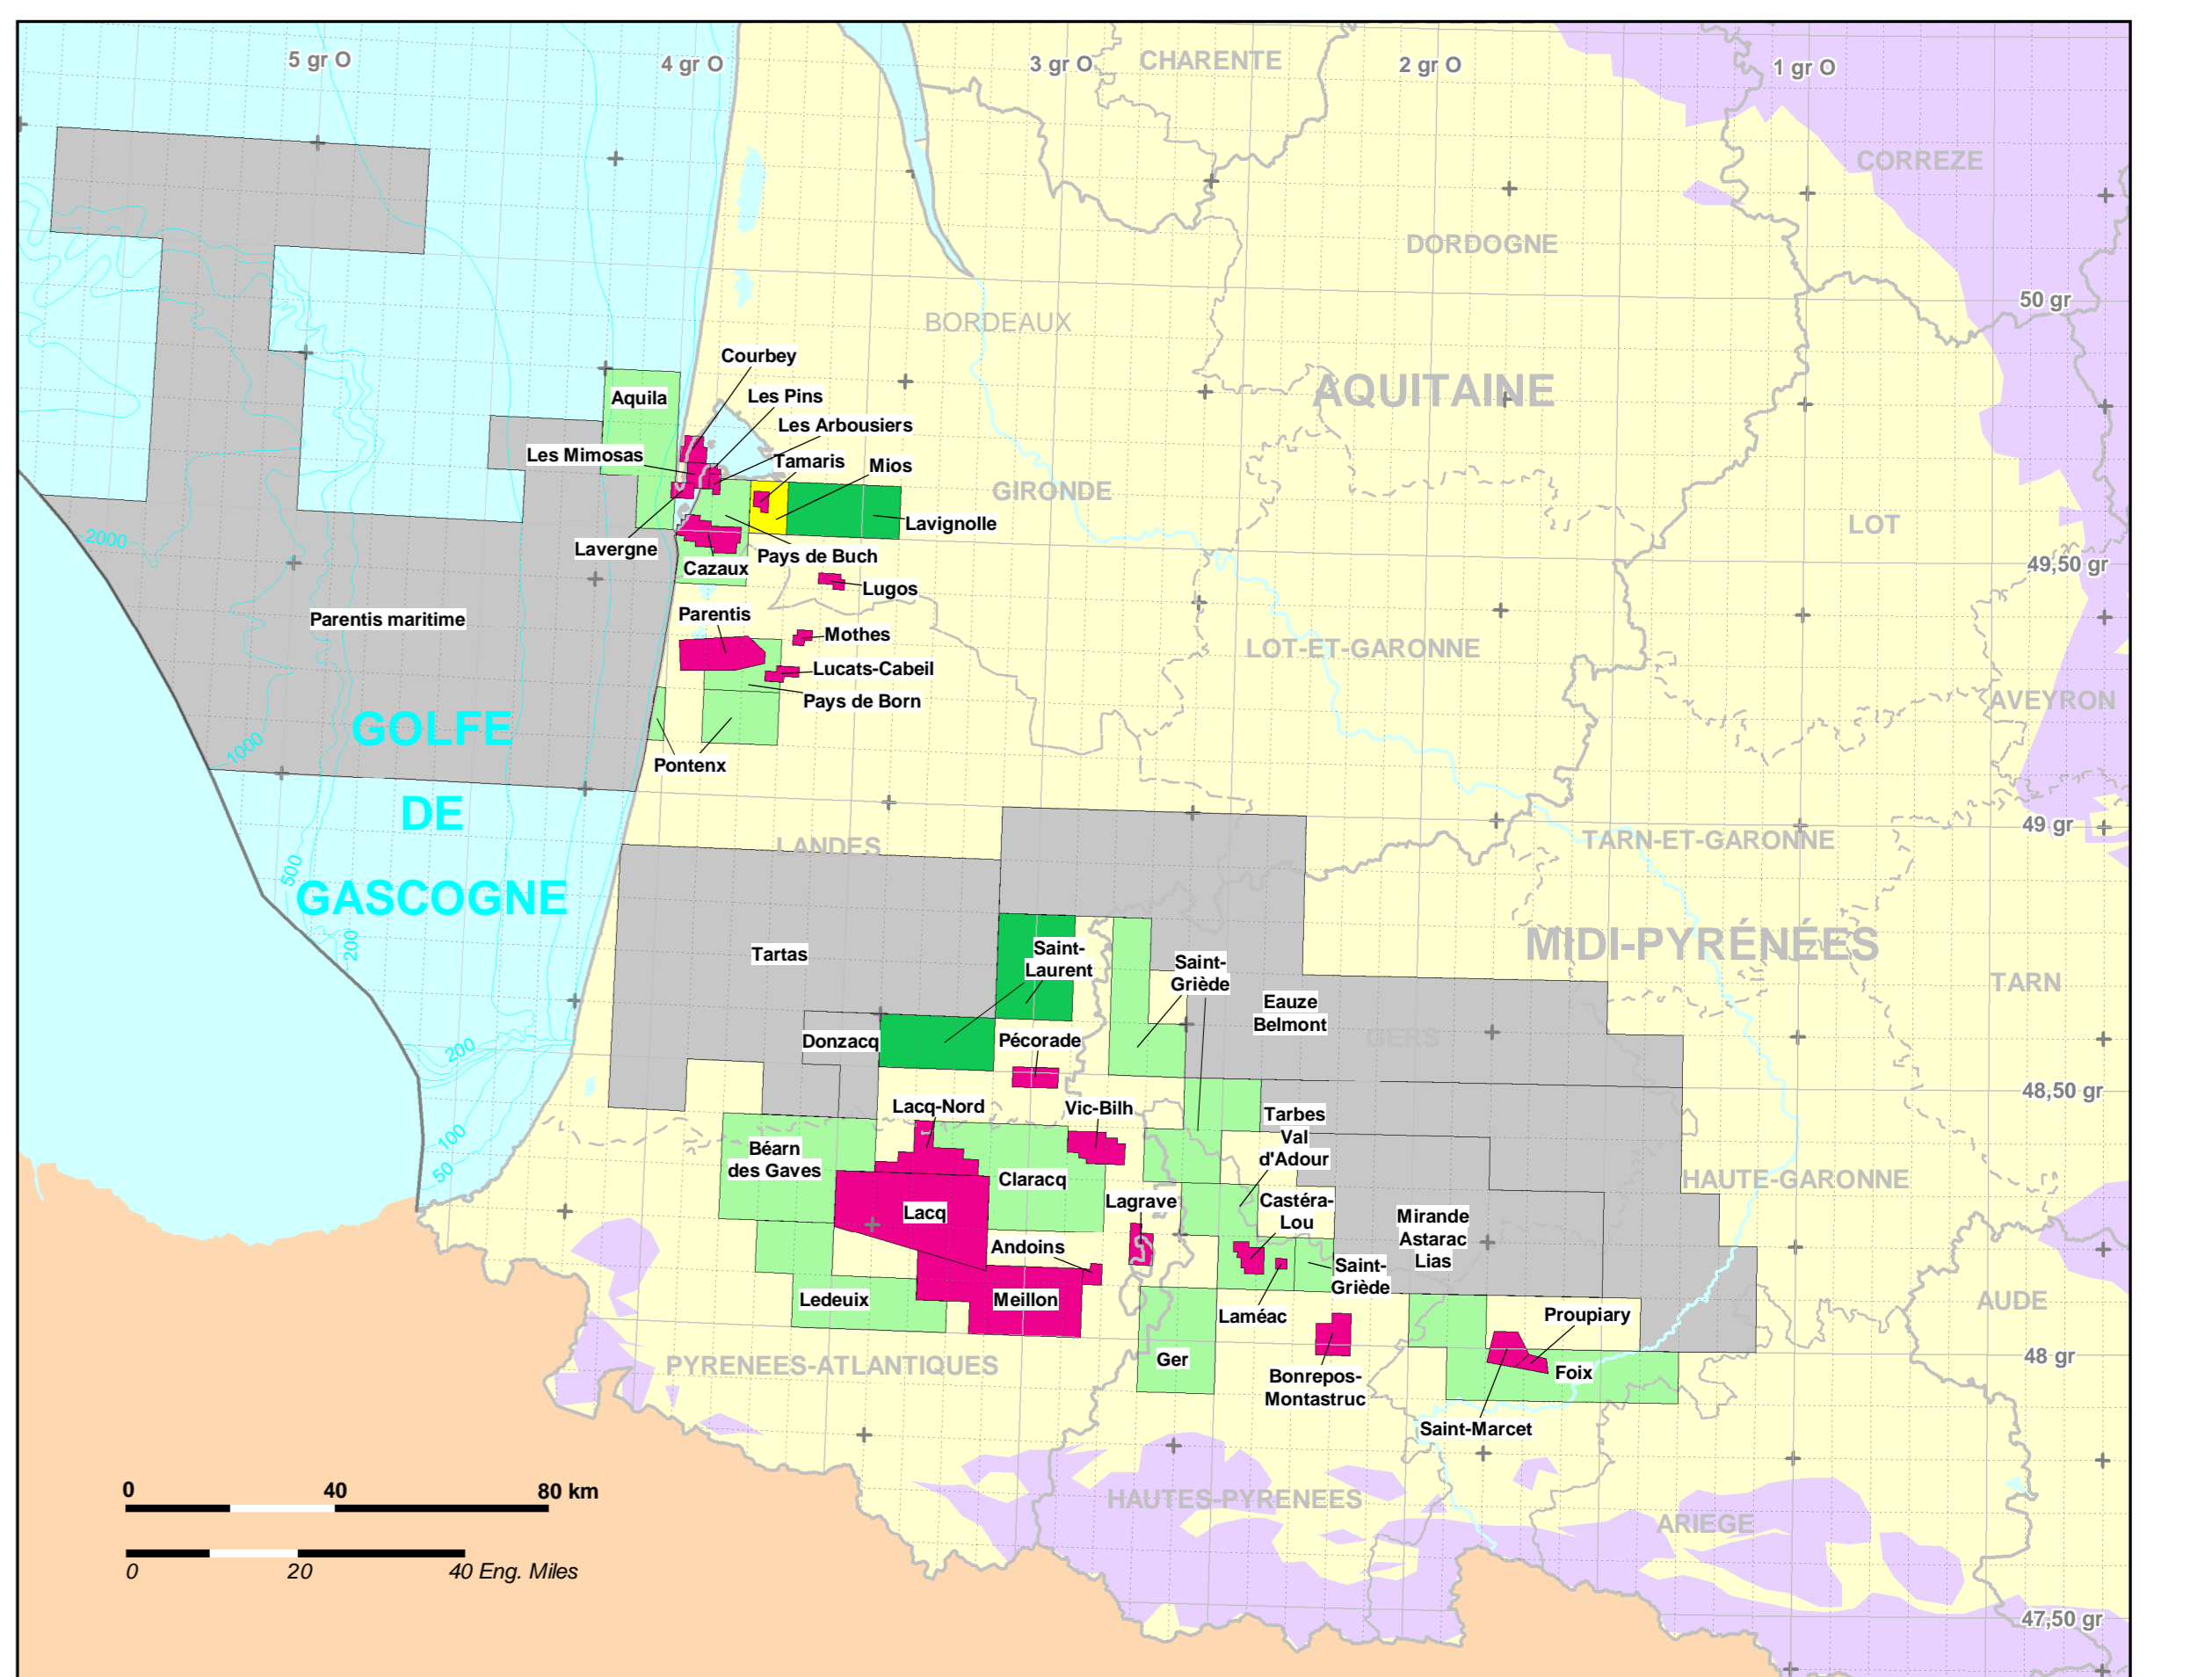 5 gr O
4 gr O
3 gr O
2 gr O
1 gr O
CHARENTE
CORREZE
DORDOGNE
50 gr
BORDEAUX
Courbey
AQUITAINE
Aquila
Les Pins
Les Arbousiers
Les Mimosas
Tamaris
Mios
GIRONDE
Lavignolle
LOT
2000
Lavergne
Pays de Buch
Cazaux
49,50 gr
Lugos
Parentis maritime
Parentis
Mothes
LOT-ET-GARONNE
Lucats-Cabeil
Pays de Born
AVEYRON
GOLFE
1000
Pontenx
DE
49 gr
LANDES
TARN-ET-GARONNE
500
GASCOGNE
200
Tartas
Saint-
Laurent
Saint-
Griède
MIDI-PYRÉNÉES
TARN
Eauze
Belmont
GERS
Donzacq
Pécorade
200
48,50 gr
Lacq-Nord
Vic-Bilh
Tarbes
Val
d'Adour
100
50
Béarn
des Gaves
Claracq
HAUTE-GARONNE
Lacq
Lagrave
Castéra-
Lou
Mirande
Astarac
Lias
Andoins
Saint-
Griède
Ledeuix
Meillon
Laméac
Proupiary
AUDE
PYRENEES-ATLANTIQUES
Ger
Bonrepos-
Montastruc
Foix
48 gr
Saint-Marcet
0 40 80 km
HAUTES-PYRENEES
ARIEGE
0 20 40 Eng. Miles
47,50 gr